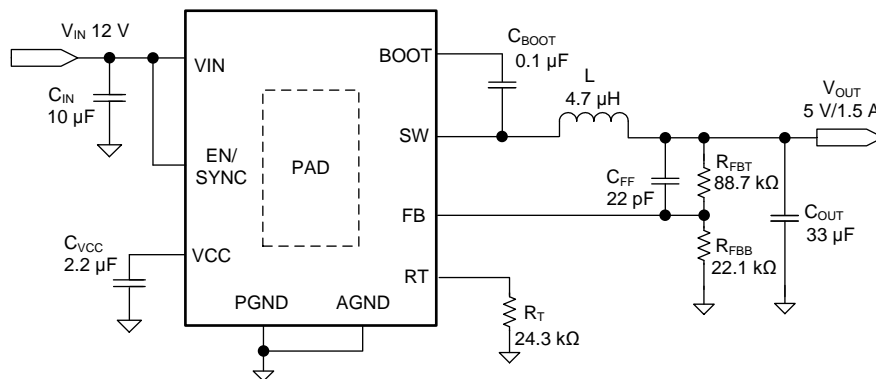 V_IN 12 V
C_IN
10 µF
VIN
EN/
SYNC
C_VCC
2.2 µF
VCC
PGND
AGND
PAD
BOOT
SW
FB
RT
C_BOOT
0.1 µF
L
4.7 µH
C_FF
22 pF
R_FBT
88.7 kΩ
R_FBB
22.1 kΩ
R_T
24.3 kΩ
V_OUT
5 V/1.5 A
C_OUT
33 µF